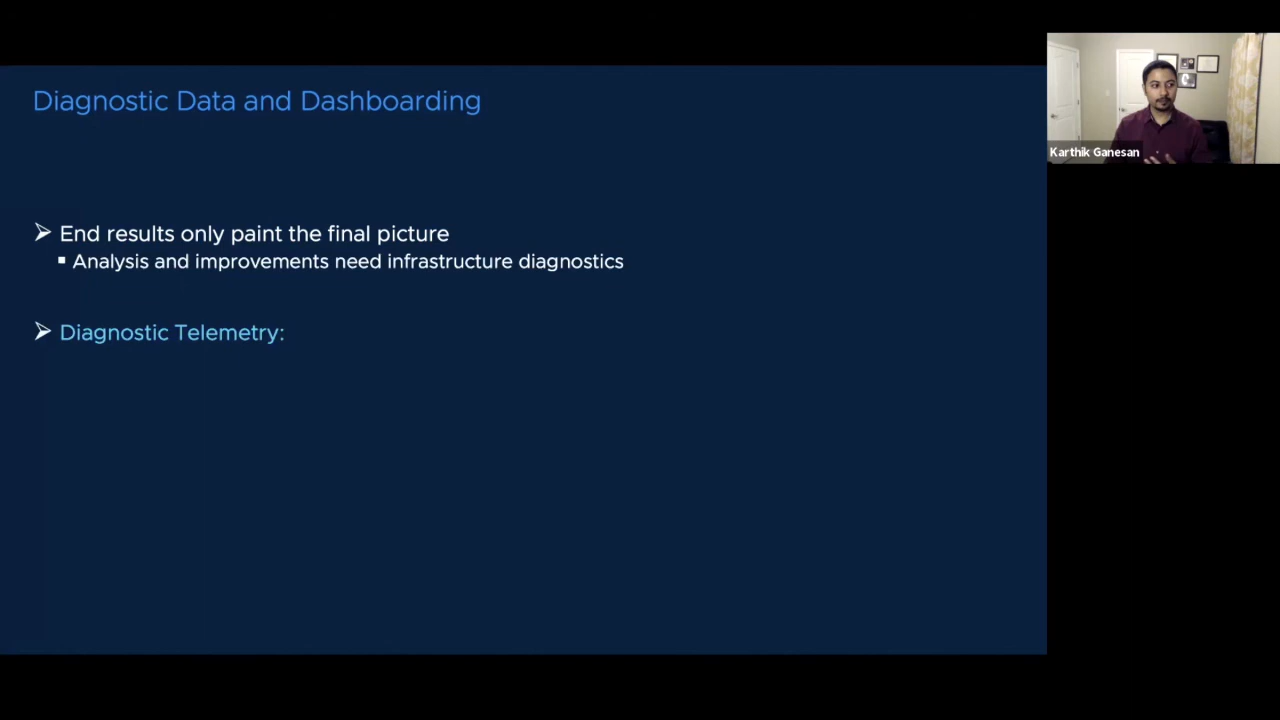 Diagnostic Data and Dashboarding
Karthik Ganesan
End results only paint the final picture
Analysis and improvements need infrastructure diagnostics
Diagnostic Telemetry: